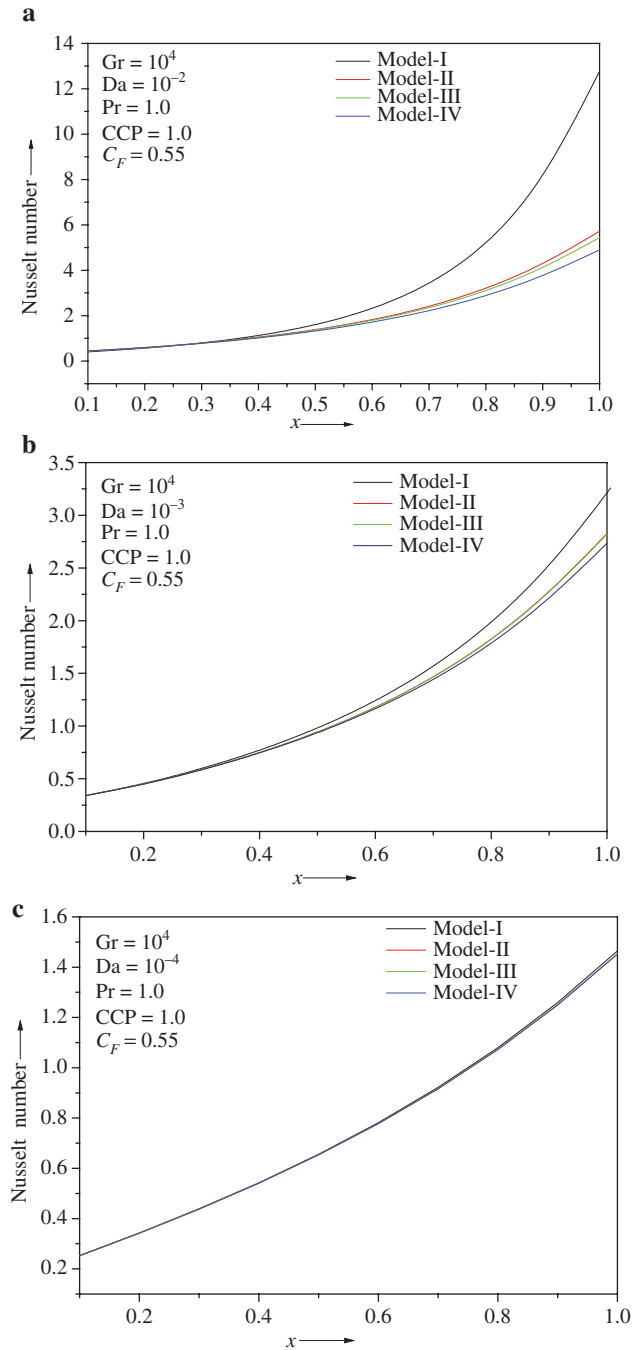 a
14
12
10
8
6
4
2
0
Nusselt number
Gr = 10⁴
Da = 10⁻²
Pr = 1.0
CCP = 1.0
C_F = 0.55
Model-I
Model-II
Model-III
Model-IV
0.1 0.2 0.3 0.4 0.5 0.6 0.7 0.8 0.9 1.0
x
b
3.5
3.0
2.5
2.0
1.5
1.0
0.5
0.0
Nusselt number
Gr = 10⁴
Da = 10⁻³
Pr = 1.0
CCP = 1.0
C_F = 0.55
Model-I
Model-II
Model-III
Model-IV
0.2 0.4 0.6 0.8 1.0
x
c
1.6
1.4
1.2
1.0
0.8
0.6
0.4
0.2
Nusselt number
Gr = 10⁴
Da = 10⁻⁴
Pr = 1.0
CCP = 1.0
C_F = 0.55
Model-I
Model-II
Model-III
Model-IV
0.2 0.4 0.6 0.8 1.0
x